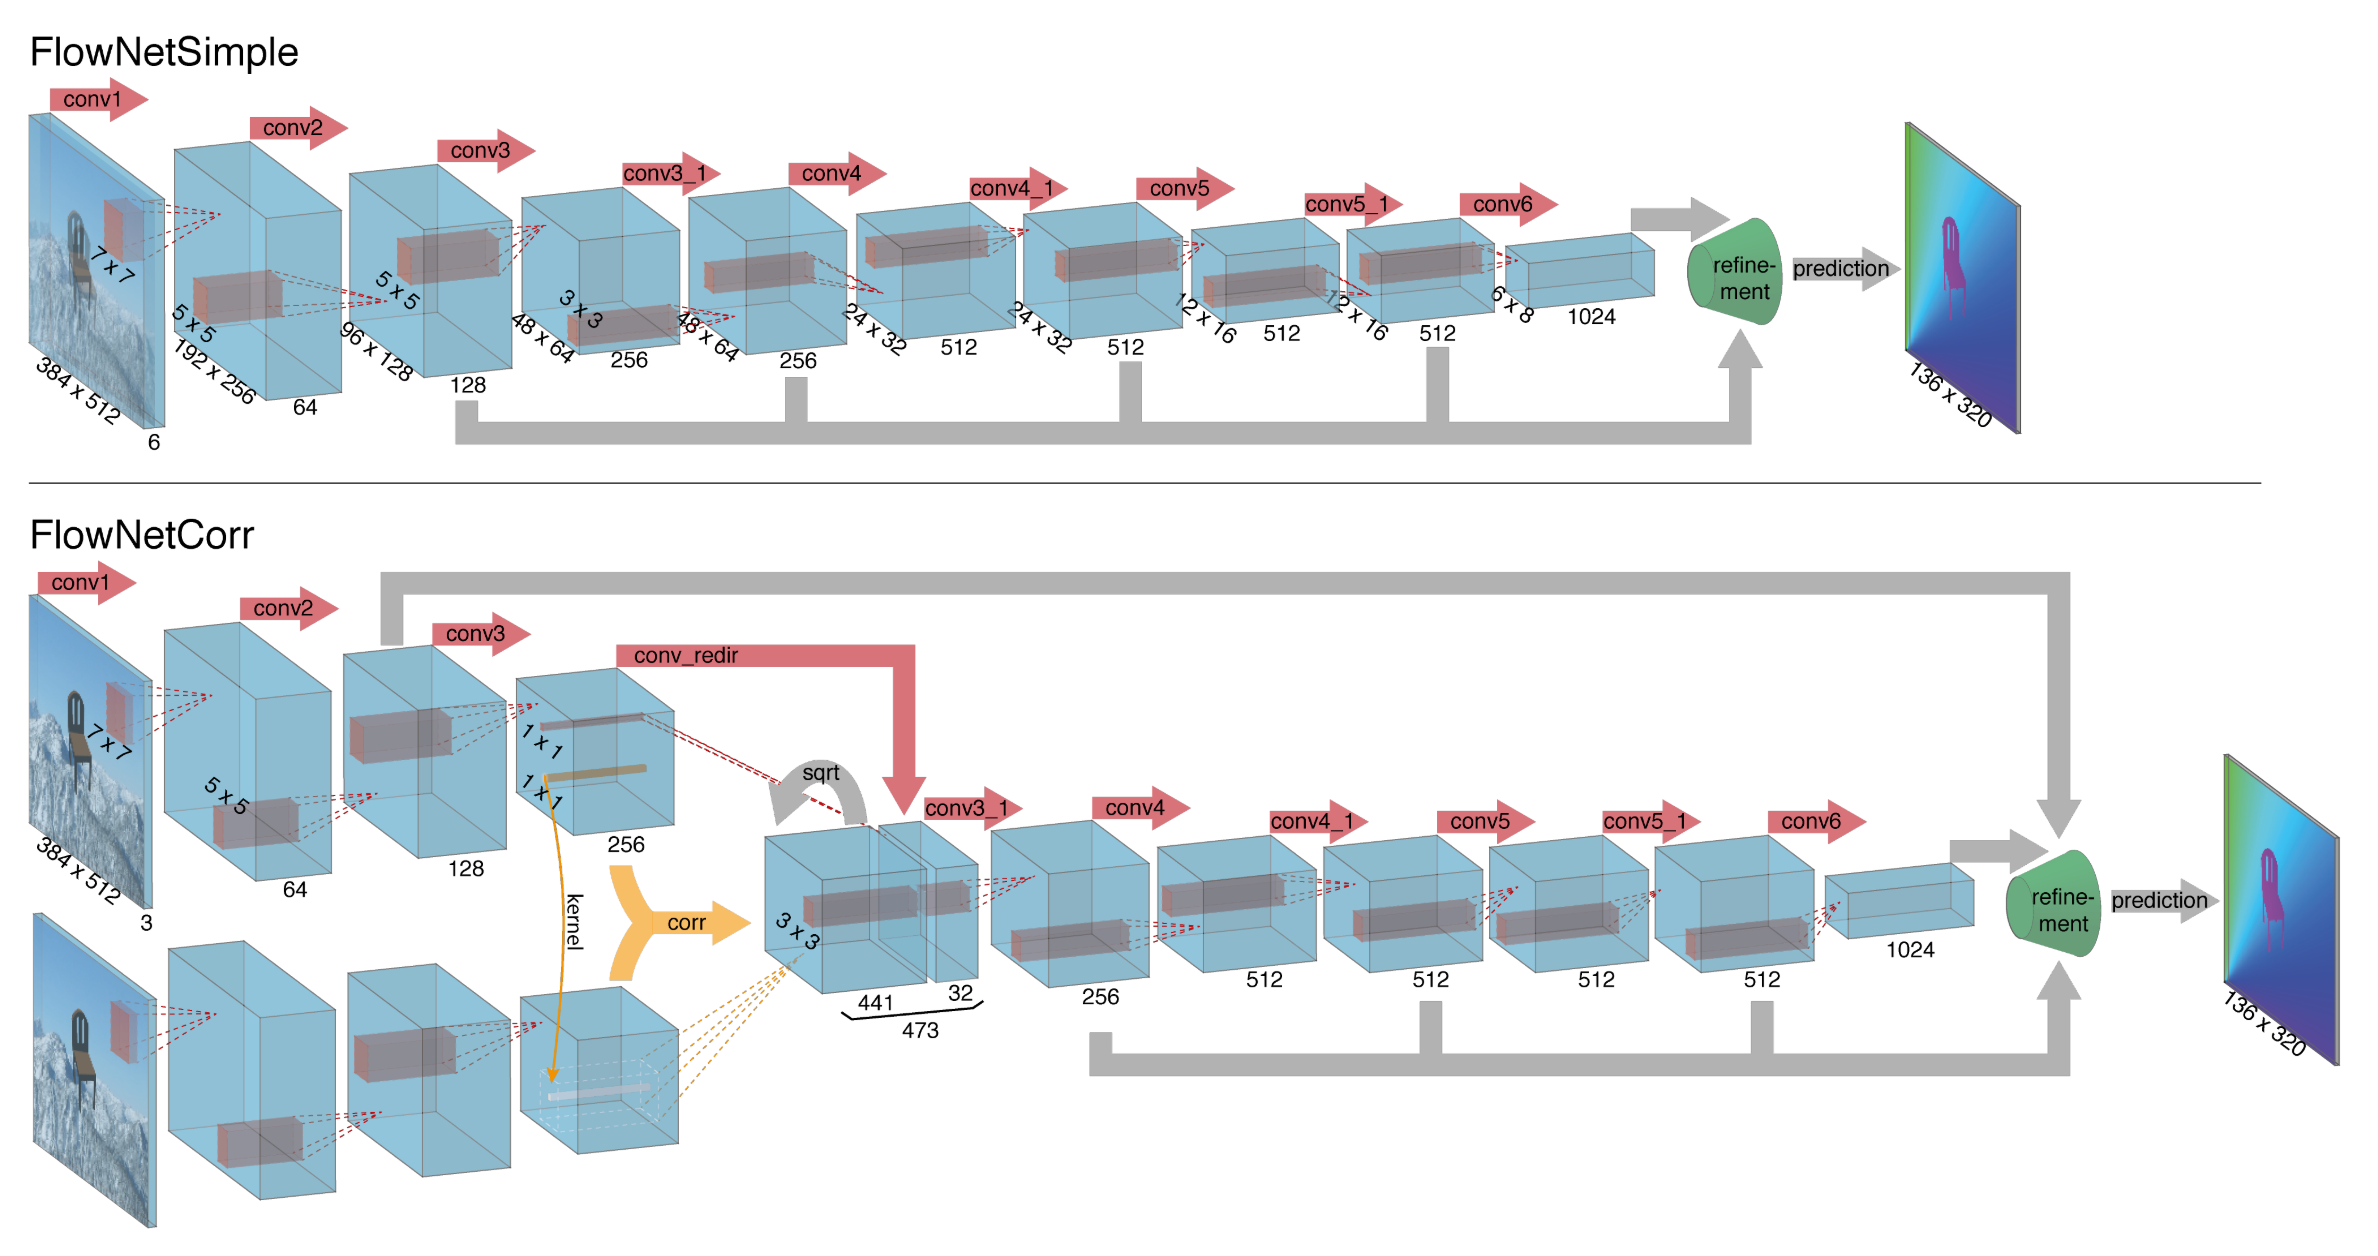 FlowNetSimple
conv1
conv2
conv3
conv3_1
conv4
conv4_1
conv5
conv5_1
conv6
7 x 7
5 x 5
5 x 5
3 x 3
384 x 512
192 x 256
96 x 128
48 x 64
48 x 64
24 x 32
24 x 32
12 x 16
12 x 16
6 x 8
6
64
128
256
256
512
512
512
512
1024
refine-
ment
prediction
136 x 320
FlowNetCorr
conv1
conv2
conv3
conv_redir
7 x 7
5 x 5
1 x 1
1 x 1
384 x 512
3
64
128
256
kernel
corr
sqrt
conv3_1
conv4
conv4_1
conv5
conv5_1
conv6
3 x 3
441
32
473
256
512
512
512
512
1024
refine-
ment
prediction
136 x 320